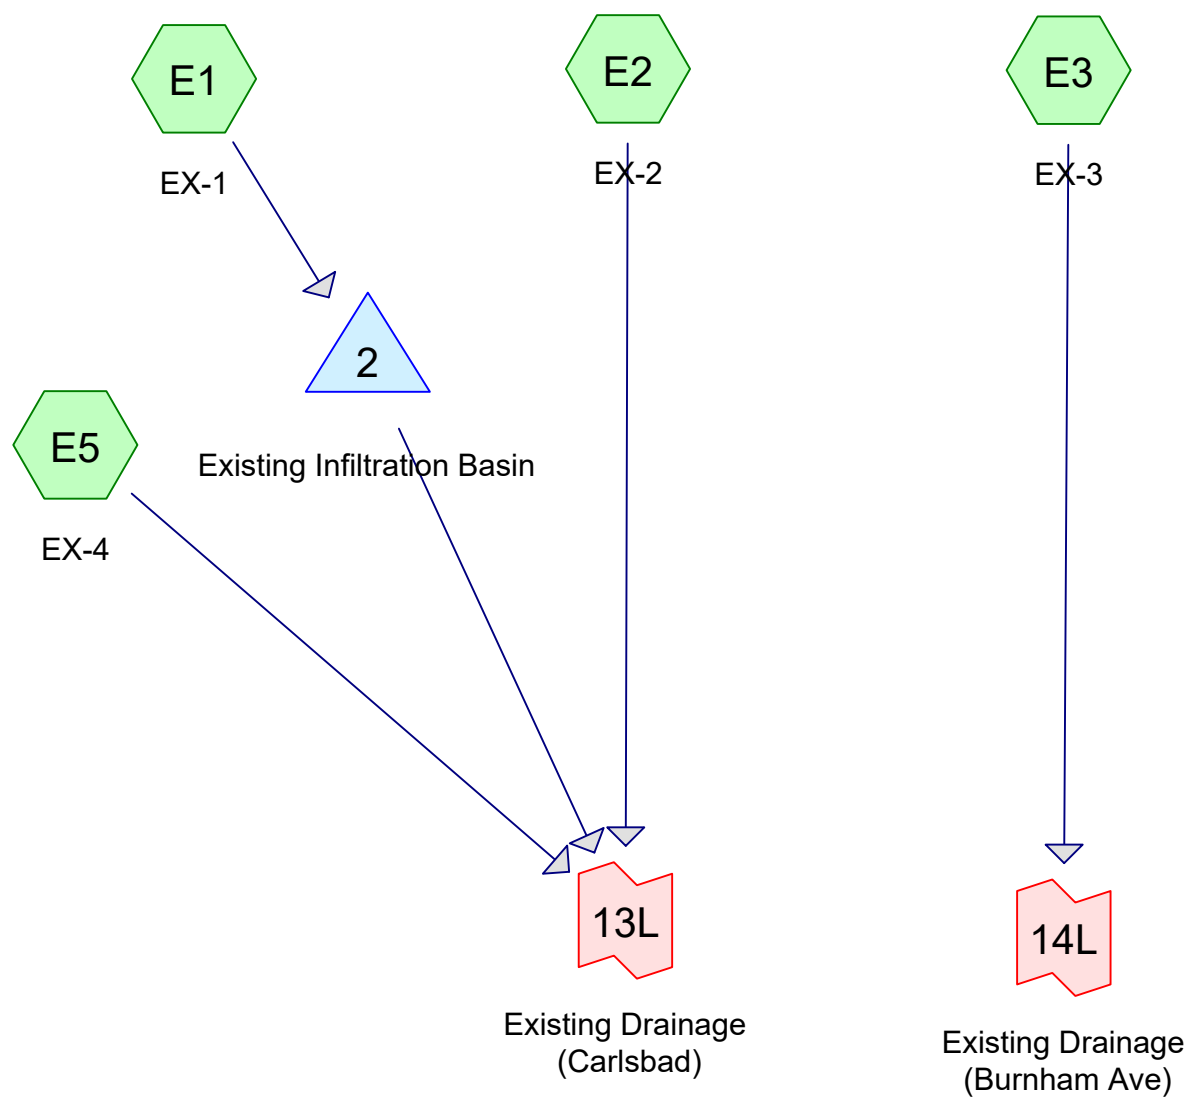 E1
EX-1
E2
EX-2
E3
EX-3
2
Existing Infiltration Basin
E5
EX-4
13L
Existing Drainage
(Carlsbad)
14L
Existing Drainage
(Burnham Ave)